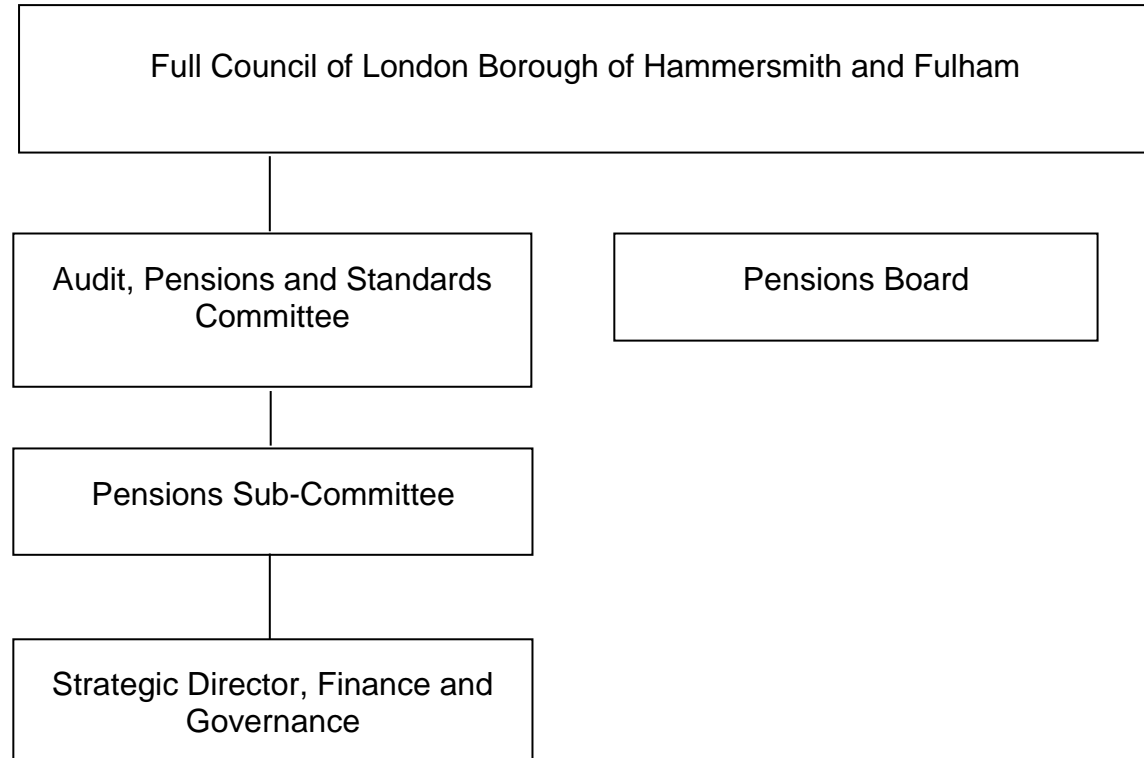 Full Council of London Borough of Hammersmith and Fulham
Audit, Pensions and Standards
Committee
Pensions Board
Pensions Sub-Committee
Strategic Director, Finance and
Governance